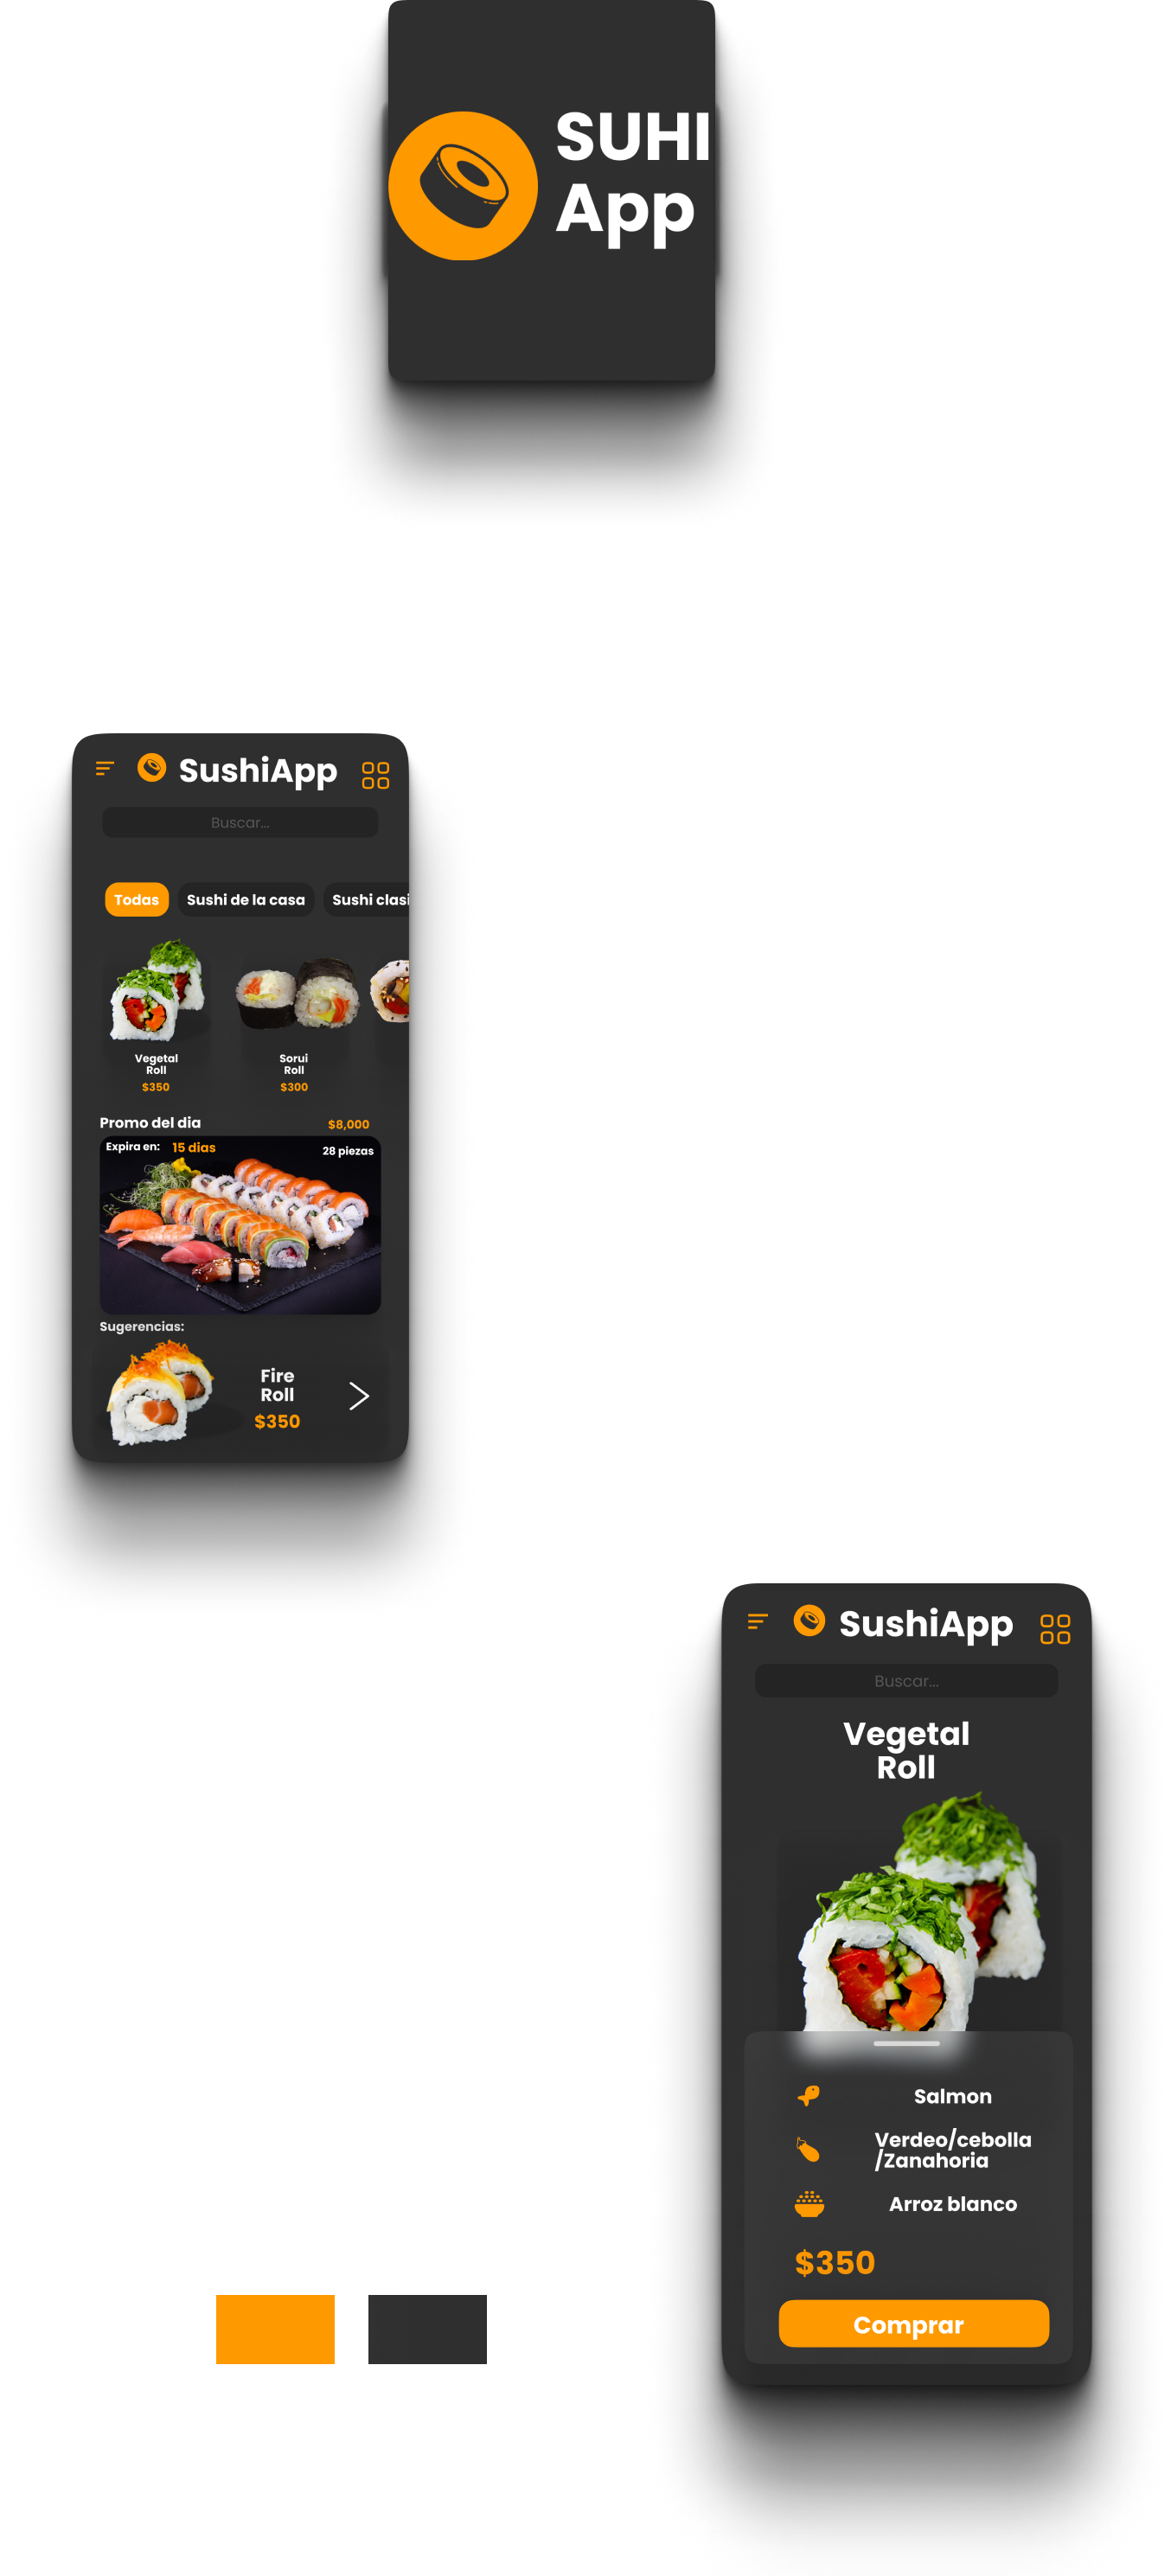 SUHI
App
SushiApp
Buscar...
Todas
Sushi de la casa
Sushi clasi
Vegetal
Roll
$350
Sorui
Roll
$300
Promo del dia
$8,000
Expira en:
15 dias
28 piezas
Sugerencias:
Fire
Roll
$350
SushiApp
Buscar...
Vegetal
Roll
Salmon
Verdeo/cebolla
/Zanahoria
Arroz blanco
$350
Comprar